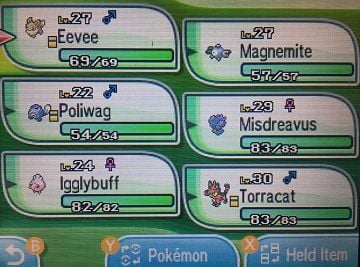 Lv.27 ♂
Eevee
69/69
Lv.27
Magnemite
57/57
Lv.22 ♂
Poliwag
54/54
Lv.29 ♀
Misdreavus
83/83
Lv.24 ♀
Igglybuff
82/82
Lv.30 ♂
Torracat
83/83
B
Y Pokémon
X Held Item